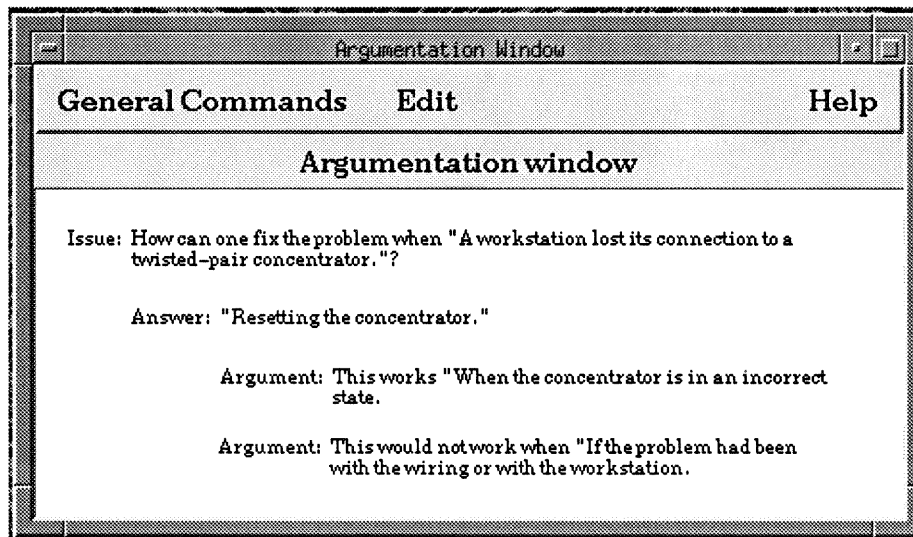 Argumentation Window
General Commands Edit Help
Argumentation window
Issue: How can one fix the problem when "A workstation lost its connection to a
twisted-pair concentrator."?
Answer: "Resetting the concentrator."
Argument: This works "When the concentrator is in an incorrect
state.
Argument: This would not work when "If the problem had been
with the wiring or with the workstation.